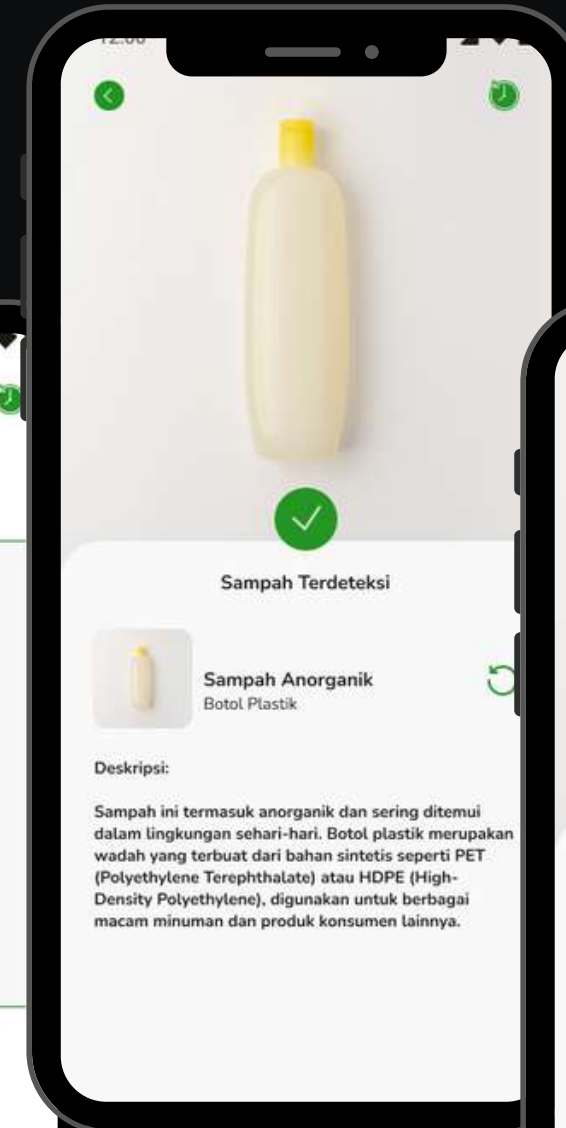 12:00
Sampah Terdeteksi
Sampah Anorganik
Botol Plastik
Deskripsi:
Sampah ini termasuk anorganik dan sering ditemui
dalam lingkungan sehari-hari. Botol plastik merupakan
wadah yang terbuat dari bahan sintetis seperti PET
(Polyethylene Terephthalate) atau HDPE (High-
Density Polyethylene), digunakan untuk berbagai
macam minuman dan produk konsumen lainnya.